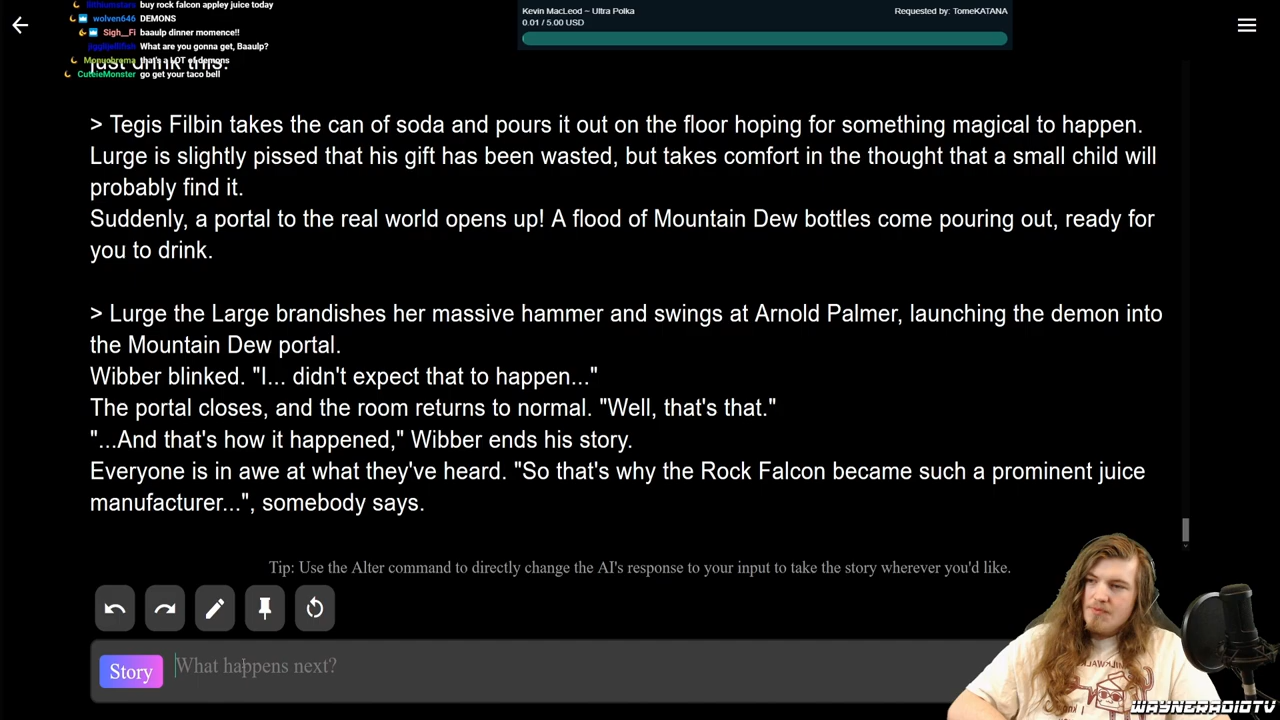 lilthiumstars buy rock falcon appley juice today
wolven646 DEMONS
Sigh__Fi baaulp dinner momence!!
jiggilijellifish What are you gonna get, Baaulp?
Monochroma that's a LOT of demons
CuteieMonster go get your taco bell
Kevin MacLeod ~ Ultra Polka
Requested by: TomeKATANA
0.01 / 5.00 USD
just drink this."
> Tegis Filbin takes the can of soda and pours it out on the floor hoping for something magical to happen.
Lurge is slightly pissed that his gift has been wasted, but takes comfort in the thought that a small child will
probably find it.
Suddenly, a portal to the real world opens up! A flood of Mountain Dew bottles come pouring out, ready for
you to drink.
> Lurge the Large brandishes her massive hammer and swings at Arnold Palmer, launching the demon into
the Mountain Dew portal.
Wibber blinked. "I... didn't expect that to happen..."
The portal closes, and the room returns to normal. "Well, that's that."
"...And that's how it happened," Wibber ends his story.
Everyone is in awe at what they've heard. "So that's why the Rock Falcon became such a prominent juice
manufacturer...", somebody says.
Tip: Use the Alter command to directly change the AI's response to your input to take the story wherever you'd like.
Story
What happens next?
MILKWALK
WAYNERADIOTV